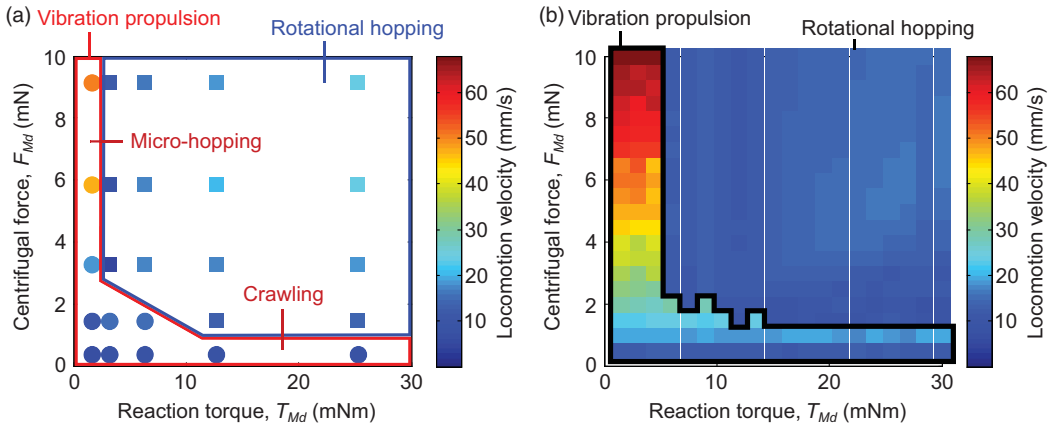 (a)
Vibration propulsion
Rotational hopping
10
8
6
4
2
0
Centrifugal force, F_Md (mN)
Micro-hopping
Crawling
0
10
20
30
Reaction torque, T_Md (mNm)
60
50
40
30
20
10
Locomotion velocity (mm/s)
(b)
Vibration propulsion
Rotational hopping
10
8
6
4
2
0
Centrifugal force, F_Md (mN)
0
10
20
30
Reaction torque, T_Md (mNm)
60
50
40
30
20
10
Locomotion velocity (mm/s)